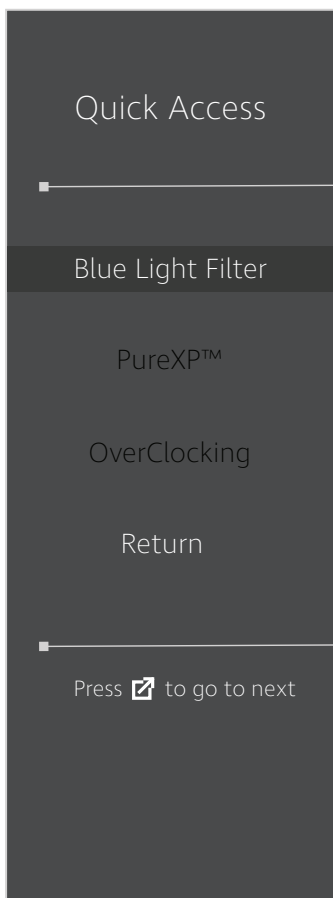 Quick Access
Blue Light Filter
PureXP™
OverClocking
Return
Press to go to next